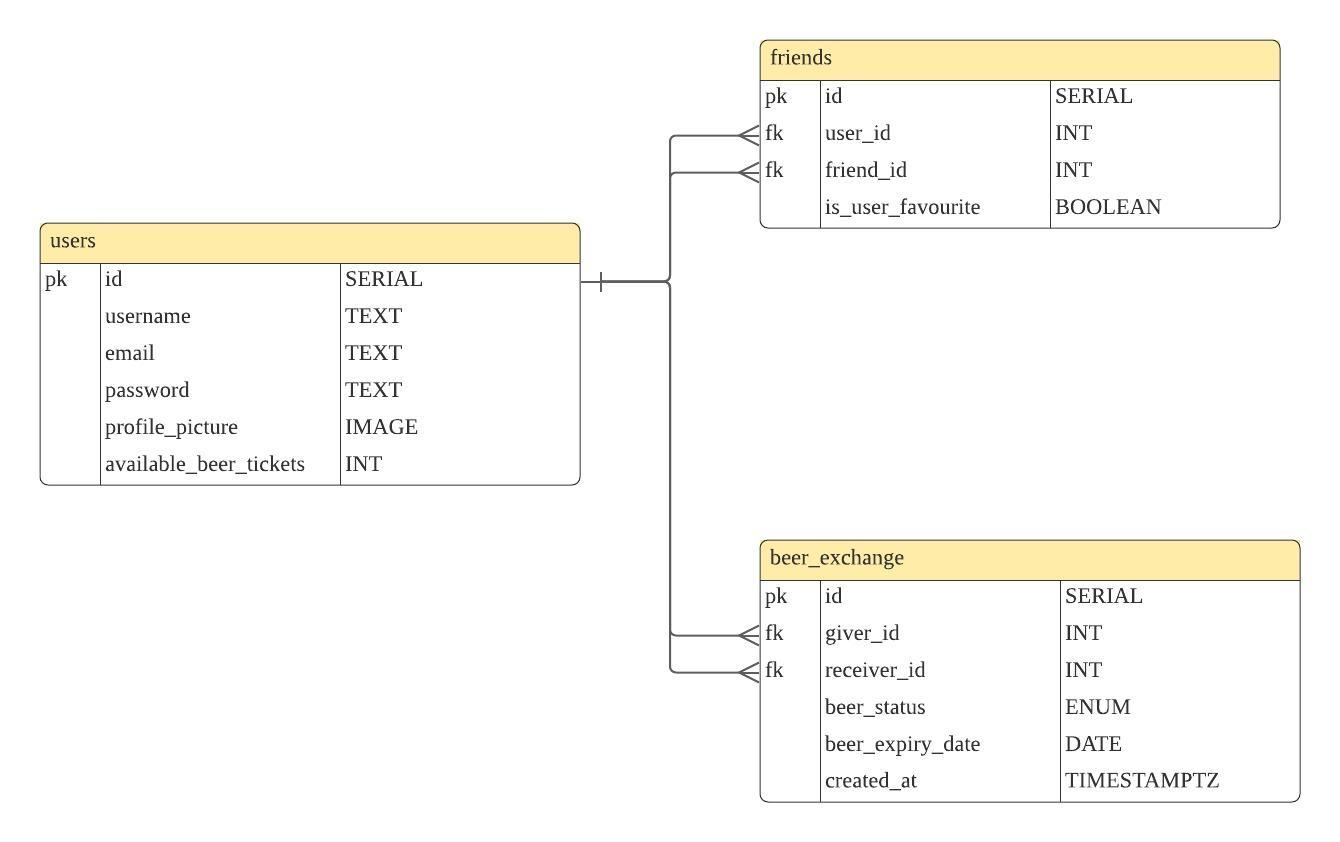 friends
pk id SERIAL
fk user_id INT
fk friend_id INT
is_user_favourite BOOLEAN
users
pk id SERIAL
username TEXT
email TEXT
password TEXT
profile_picture IMAGE
available_beer_tickets INT
beer_exchange
pk id SERIAL
fk giver_id INT
fk receiver_id INT
beer_status ENUM
beer_expiry_date DATE
created_at TIMESTAMPTZ